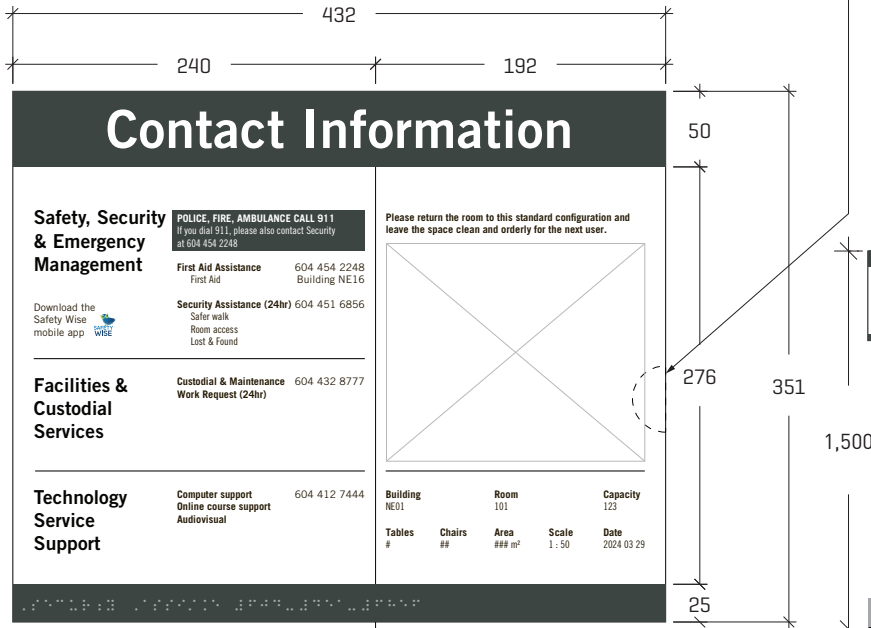 432
240
192
Contact Information
50
Safety, Security
& Emergency
Management
POLICE, FIRE, AMBULANCE CALL 911
If you dial 911, please also contact Security
at 604 454 2248
First Aid Assistance 604 454 2248
First Aid Building NE16
Security Assistance (24hr) 604 451 6856
Safer walk
Room access
Lost & Found
Download the
Safety Wise
mobile app
SAFETY
WISE
Facilities &
Custodial
Services
Custodial & Maintenance 604 432 8777
Work Request (24hr)
Technology
Service
Support
Computer support 604 412 7444
Online course support
Audiovisual
Please return the room to this standard configuration and
leave the space clean and orderly for the next user.
Building Room Capacity
NE01 101 123
Tables Chairs Area Scale Date
# ## ### m² 1 : 50 2024 03 29
276
351
1,500
25